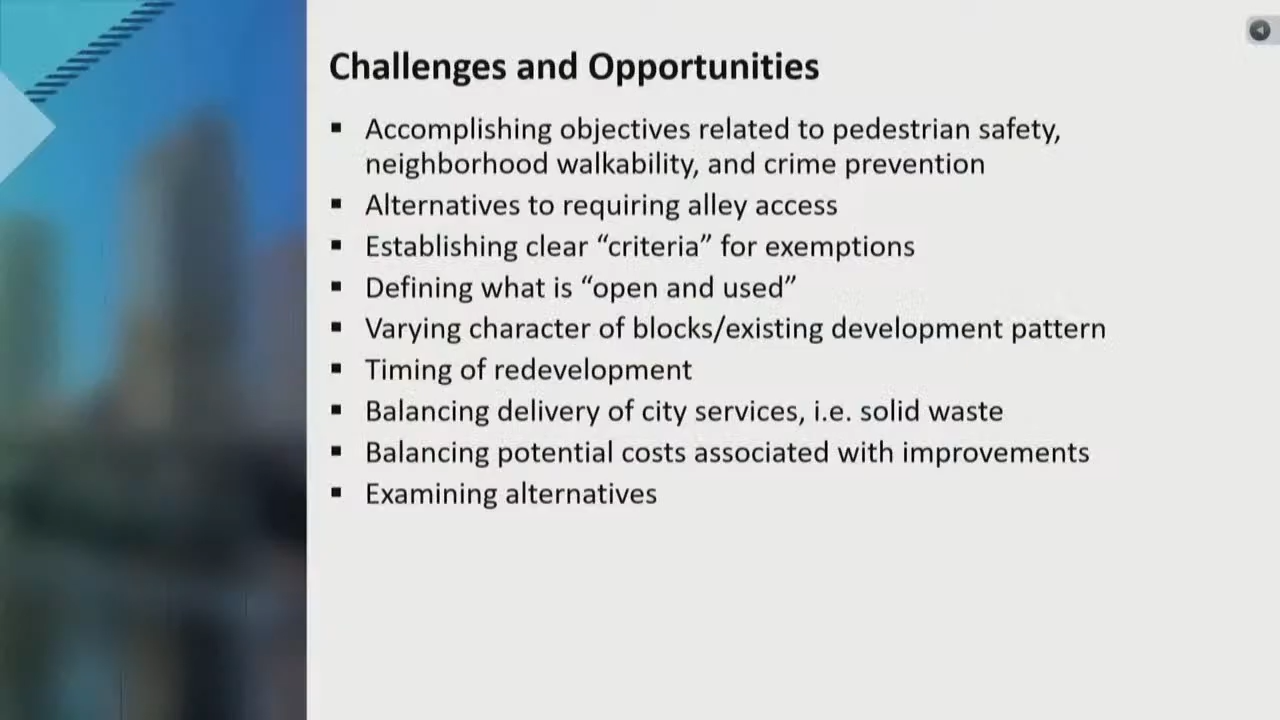 Challenges and Opportunities
▪ Accomplishing objectives related to pedestrian safety,
neighborhood walkability, and crime prevention
▪ Alternatives to requiring alley access
▪ Establishing clear “criteria” for exemptions
▪ Defining what is “open and used”
▪ Varying character of blocks/existing development pattern
▪ Timing of redevelopment
▪ Balancing delivery of city services, i.e. solid waste
▪ Balancing potential costs associated with improvements
▪ Examining alternatives